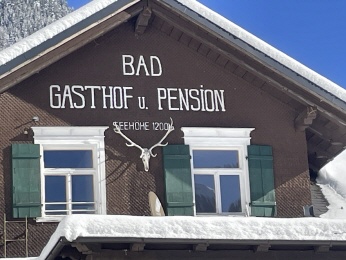 BAD
GASTHOF u. PENSION
SEEHÖHE 1200m